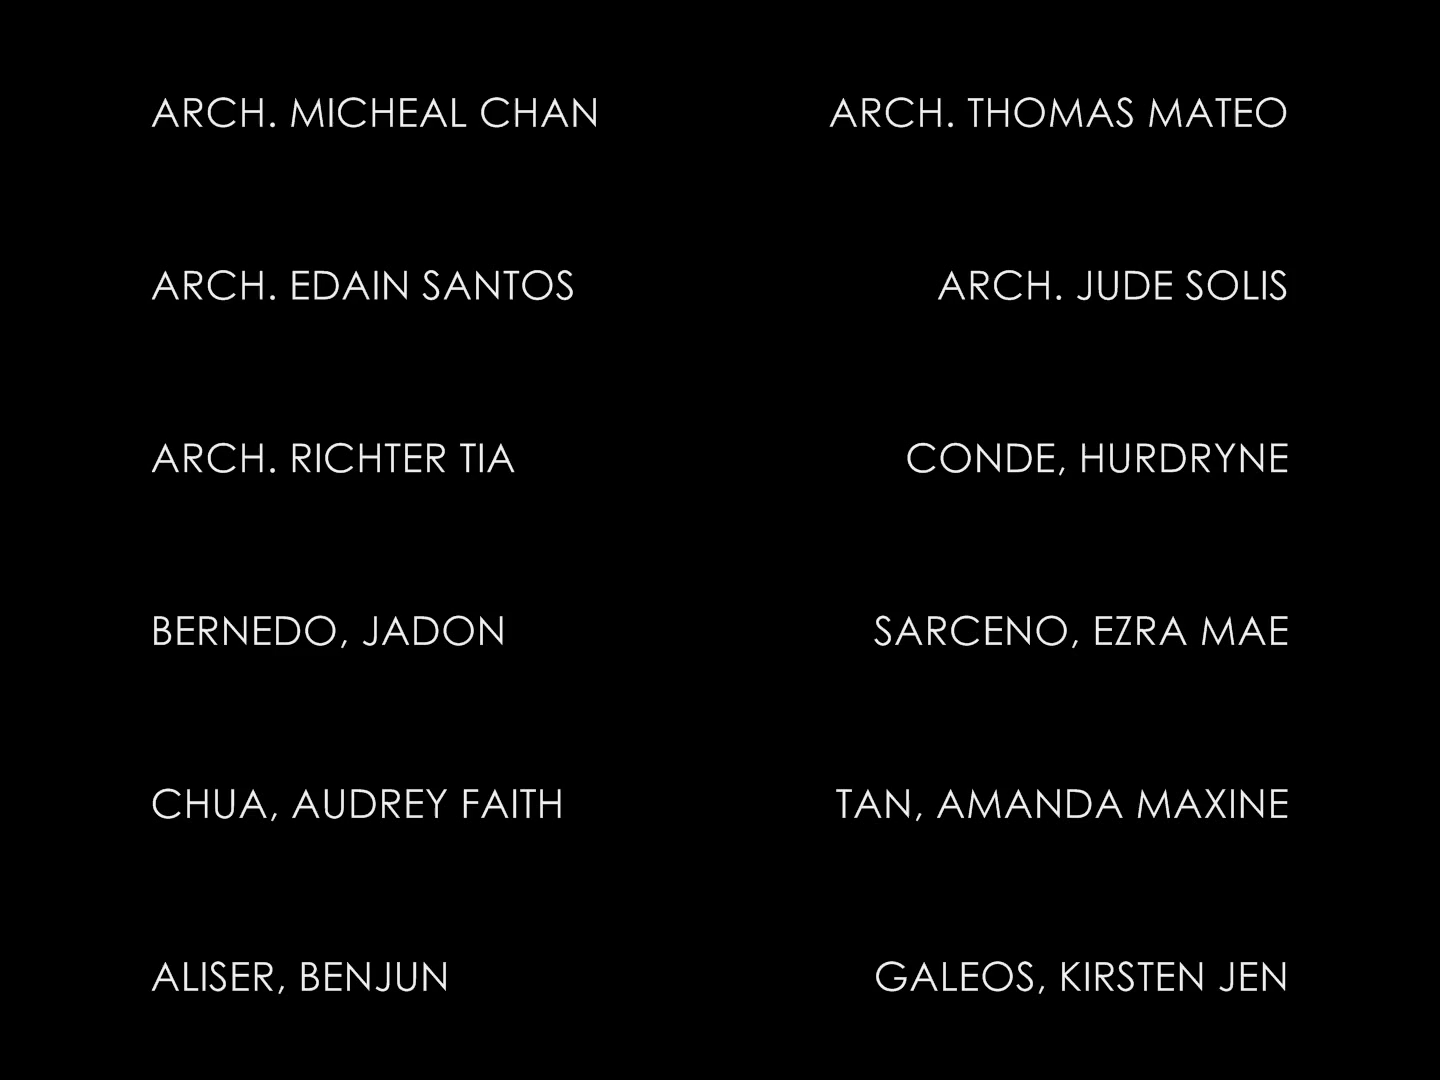 ARCH. MICHEAL CHAN
ARCH. THOMAS MATEO
ARCH. EDAIN SANTOS
ARCH. JUDE SOLIS
ARCH. RICHTER TIA
CONDE, HURDRYNE
BERNEDO, JADON
SARCENO, EZRA MAE
CHUA, AUDREY FAITH
TAN, AMANDA MAXINE
ALISER, BENJUN
GALEOS, KIRSTEN JEN